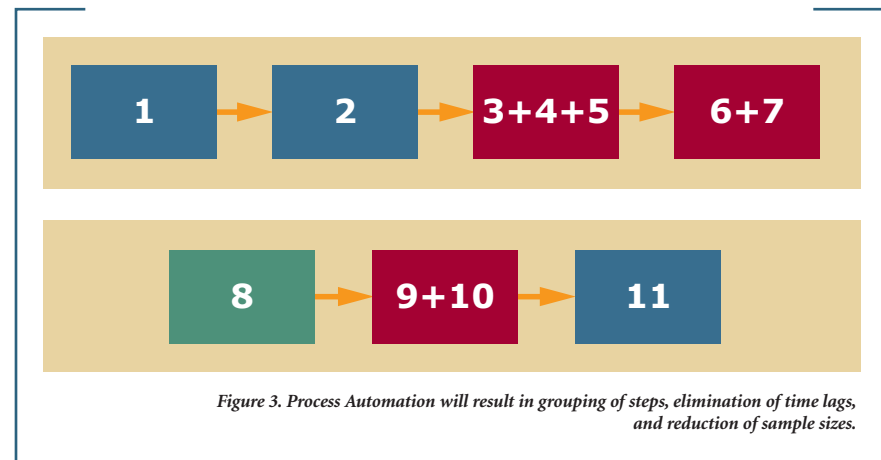 1 2 3+4+5 6+7
8 9+10 11
Figure 3. Process Automation will result in grouping of steps, elimination of time lags,
and reduction of sample sizes.